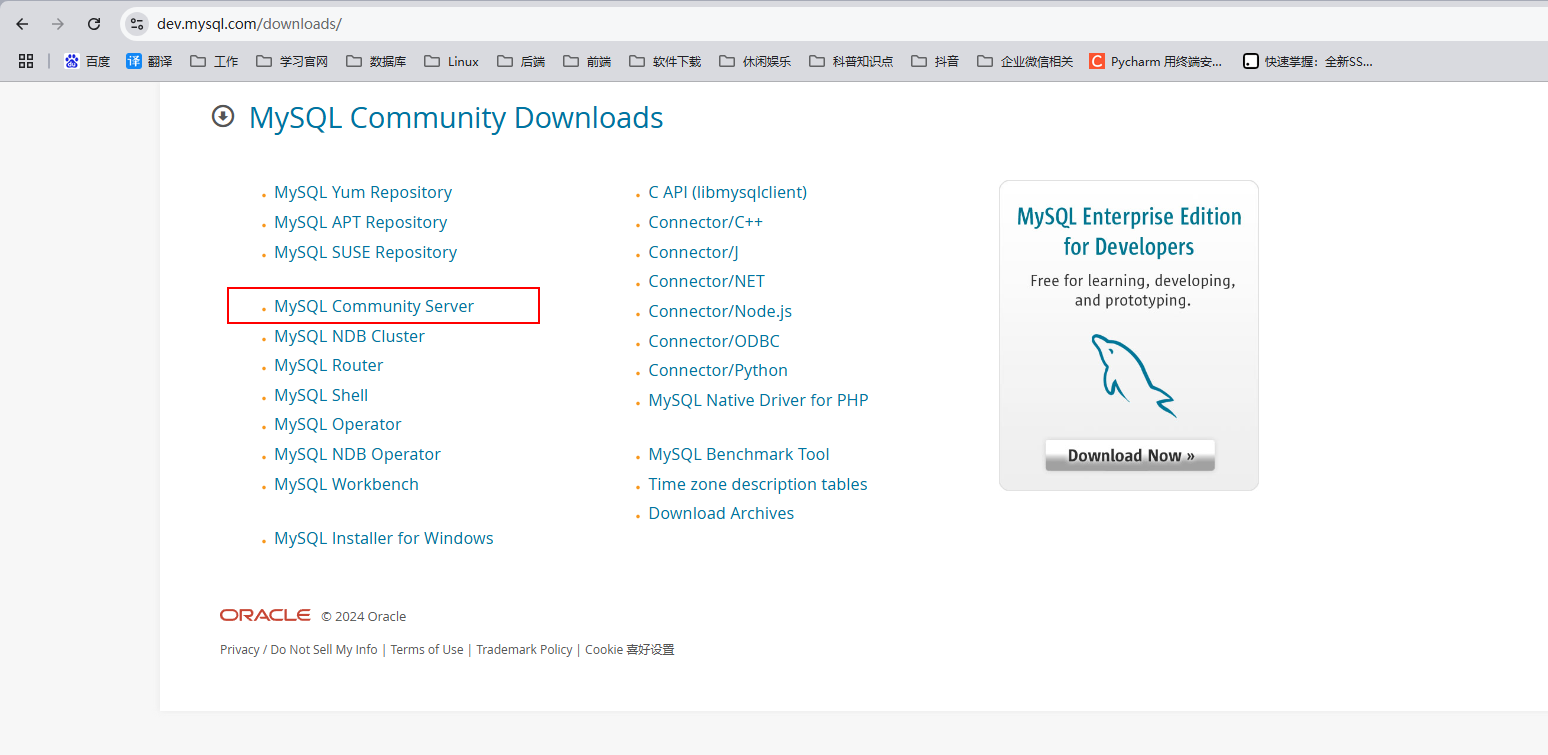 dev.mysql.com/downloads/
百度 翻译 工作 学习官网 数据库 Linux 后端 前端 软件下载 休闲娱乐 科普知识点 抖音 企业微信相关 Pycharm 用终端安... 快速掌握：全新SS...
MySQL Community Downloads
MySQL Yum Repository
MySQL APT Repository
MySQL SUSE Repository
MySQL Community Server
MySQL NDB Cluster
MySQL Router
MySQL Shell
MySQL Operator
MySQL NDB Operator
MySQL Workbench
MySQL Installer for Windows
C API (libmysqlclient)
Connector/C++
Connector/J
Connector/NET
Connector/Node.js
Connector/ODBC
Connector/Python
MySQL Native Driver for PHP
MySQL Benchmark Tool
Time zone description tables
Download Archives
MySQL Enterprise Edition
for Developers
Free for learning, developing,
and prototyping.
Download Now »
ORACLE © 2024 Oracle
Privacy / Do Not Sell My Info | Terms of Use | Trademark Policy | Cookie 喜好设置